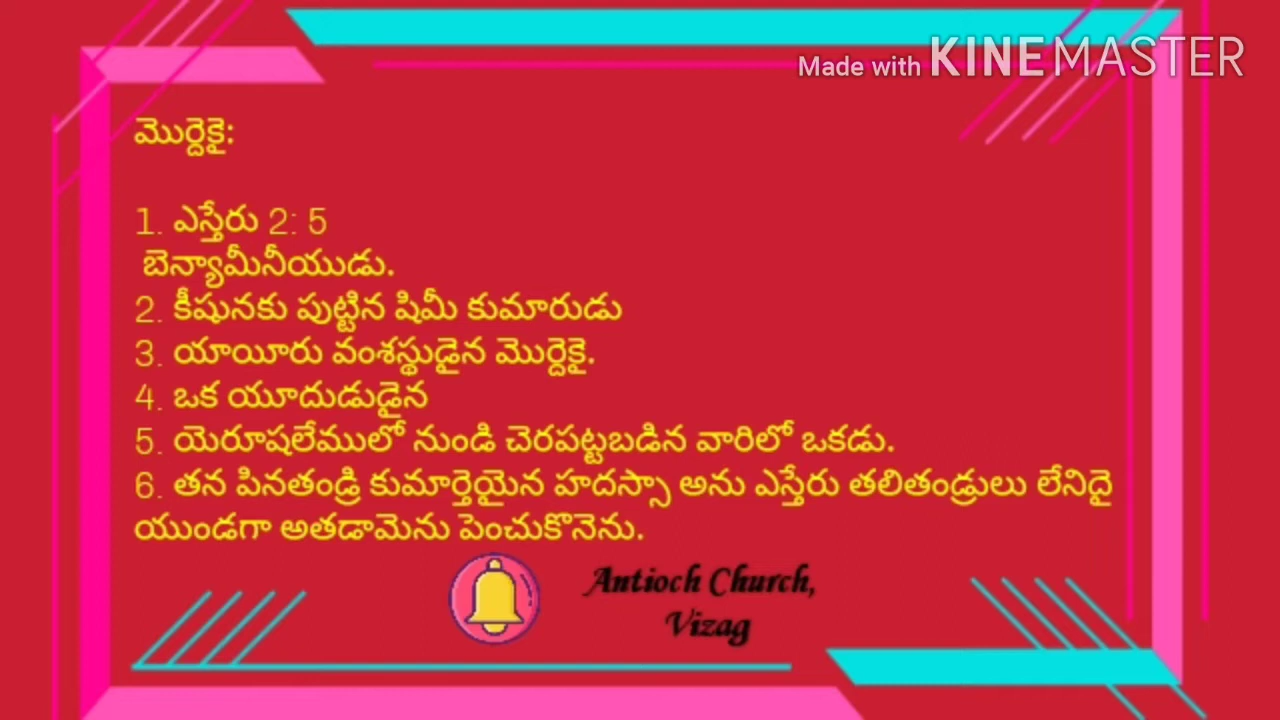 Made with KINEMASTER
మొర్దెకై:
1. ఎస్తేరు 2: 5
బెన్యామీనీయుడు.
2. కీషునకు పుట్టిన షిమీ కుమారుడు
3. యాయీరు వంశస్థుడైన మొర్దెకై.
4. ఒక యూదుడుడైన
5. యెరూషలేములో నుండి చెరపట్టబడిన వారిలో ఒకడు.
6. తన పినతండ్రి కుమార్తెయైన హదస్సా అను ఎస్తేరు తలితండ్రులు లేనిదై
యుండగా అతడామెను పెంచుకొనెను.
Antioch Church,
Vizag